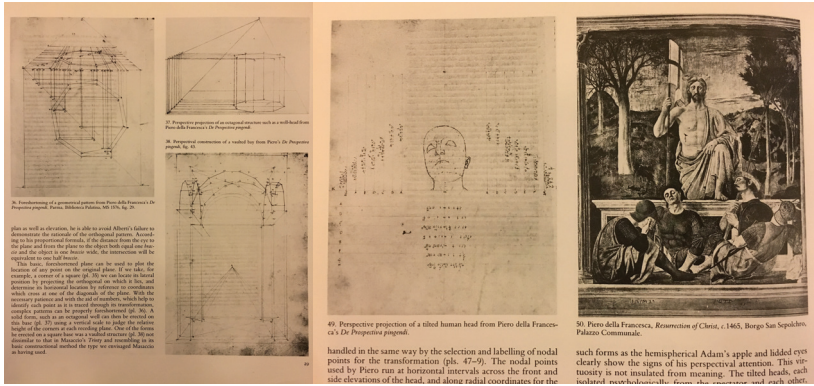 37. Perspective projection of an octagonal structure such as a well-head from
Piero della Francesca's De Prospectiva pingendi.
38. Perspectival construction of a vaulted bay from Piero's De Prospectiva
pingendi, fig. 41.
36. Foreshortening of a geometrical pattern from Piero della Francesca's De
Prospectiva pingendi. Parma, Biblioteca Palatina, MS 1576, fig. 29.
plan as well as elevation, he is able to avoid Alberti's failure to
demonstrate the rationale of the orthogonal pattern. Accord-
ing to his proportional formula, if the distance from the eye to
the plane and from the plane to the object both equal one brac-
cio and the object is one braccio wide, the intersection will be
equivalent to one half braccio.
This basic, foreshortened plane can be used to plot the
location of any point on the original plane. If we take, for
example, a corner of a square (pl. 35) we can locate its lateral
position by projecting the orthogonal on which it lies, and
determine its horizontal location by reference to coordinates
which cross at one of the diagonals of the plane. With the
necessary patience and with the aid of numbers, which help to
identify each point as it is traced through its transformation,
complex patterns can be properly foreshortened (pl. 36). A
solid form, such as an octagonal well can then be erected on
this base (pl. 37) using a vertical scale to judge the relative
height of the corners at each receding plane. One of the forms
he erected on a square base was a vaulted structure (pl. 38) not
dissimilar to that in Masaccio's Trinity and resembling in its
basic constructional method the type we envisaged Masaccio
as having used.
49. Perspective projection of a tilted human head from Piero della Frances-
ca's De Prospectiva pingendi.
handled in the same way by the selection and labelling of nodal
points for the transformation (pls. 47–9). The nodal points
used by Piero run at horizontal intervals across the front and
side elevations of the head, and along radial coordinates for the
50. Piero della Francesca, Resurrection of Christ, c.1465, Borgo San Sepolchro,
Palazzo Communale.
such forms as the hemispherical Adam's apple and lidded eyes
clearly show the signs of his perspectival attention. This vir-
tuosity is not insulated from meaning. The tilted heads, each
isolated psychologically from the spectator and each other,